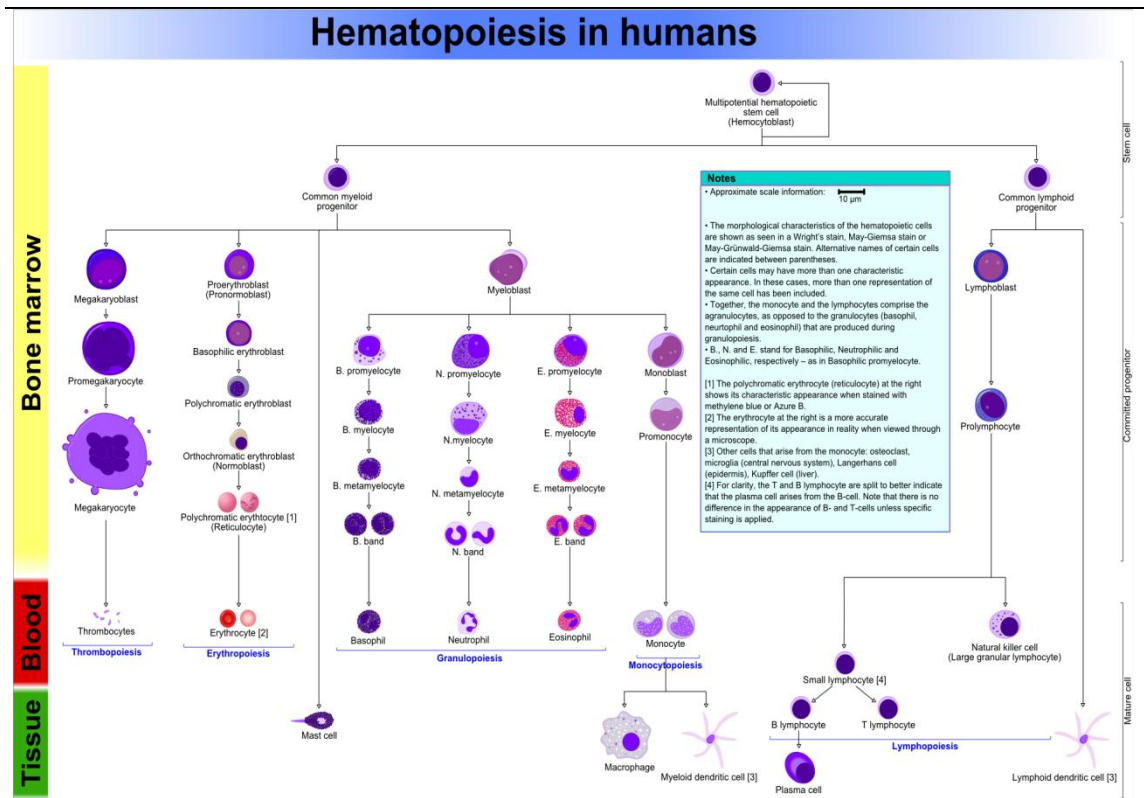 Hematopoiesis in humans
Bone marrow
Blood
Tissue
Stem cell
Committed progenitor
Mature cell
Multipotential hematopoietic
stem cell
(Hemocytoblast)
Common myeloid
progenitor
Common lymphoid
progenitor
Notes
• Approximate scale information:
10 µm
• The morphological characteristics of the hematopoietic cells
are shown as seen in a Wright's stain, May-Giemsa stain or
May-Grünwald-Giemsa stain. Alternative names of certain cells
are indicated between parentheses.
• Certain cells may have more than one characteristic
appearance. In these cases, more than one representation of
the same cell has been included.
• Together, the monocyte and the lymphocytes comprise the
agranulocytes, as opposed to the granulocytes (basophil,
neurtophil and eosinophil) that are produced during
granulopoiesis.
• B., N. and E. stand for Basophilic, Neutrophilic and
Eosinophilic, respectively – as in Basophilic promyelocyte.
[1] The polychromatic erythrocyte (reticulocyte) at the right
shows its characteristic appearance when stained with
methylene blue or Azure B.
[2] The erythrocyte at the right is a more accurate
representation of its appearance in reality when viewed through
a microscope.
[3] Other cells that arise from the monocyte: osteoclast,
microglia (central nervous system), Langerhans cell
(epidermis), Kupffer cell (liver).
[4] For clarity, the T and B lymphocyte are split to better indicate
that the plasma cell arises from the B-cell. Note that there is no
difference in the appearance of B- and T-cells unless specific
staining is applied.
Megakaryoblast
Promegakaryocyte
Megakaryocyte
Thrombocytes
Thrombopoiesis
Proerythroblast
(Pronormoblast)
Basophilic erythroblast
Polychromatic erythroblast
Orthochromatic erythroblast
(Normoblast)
Polychromatic erythtocyte [1]
(Reticulocyte)
Erythrocyte [2]
Erythropoiesis
Mast cell
Myeloblast
B. promyelocyte
B. myelocyte
B. metamyelocyte
B. band
Basophil
N. promyelocyte
N.myelocyte
N. metamyelocyte
N. band
Neutrophil
E. promyelocyte
E. myelocyte
E. metamyelocyte
E. band
Eosinophil
Granulopoiesis
Monoblast
Promonocyte
Monocyte
Monocytopoiesis
Macrophage
Myeloid dendritic cell [3]
Lymphoblast
Prolymphocyte
Natural killer cell
(Large granular lymphocyte)
Small lymphocyte [4]
B lymphocyte
T lymphocyte
Lymphopoiesis
Plasma cell
Lymphoid dendritic cell [3]